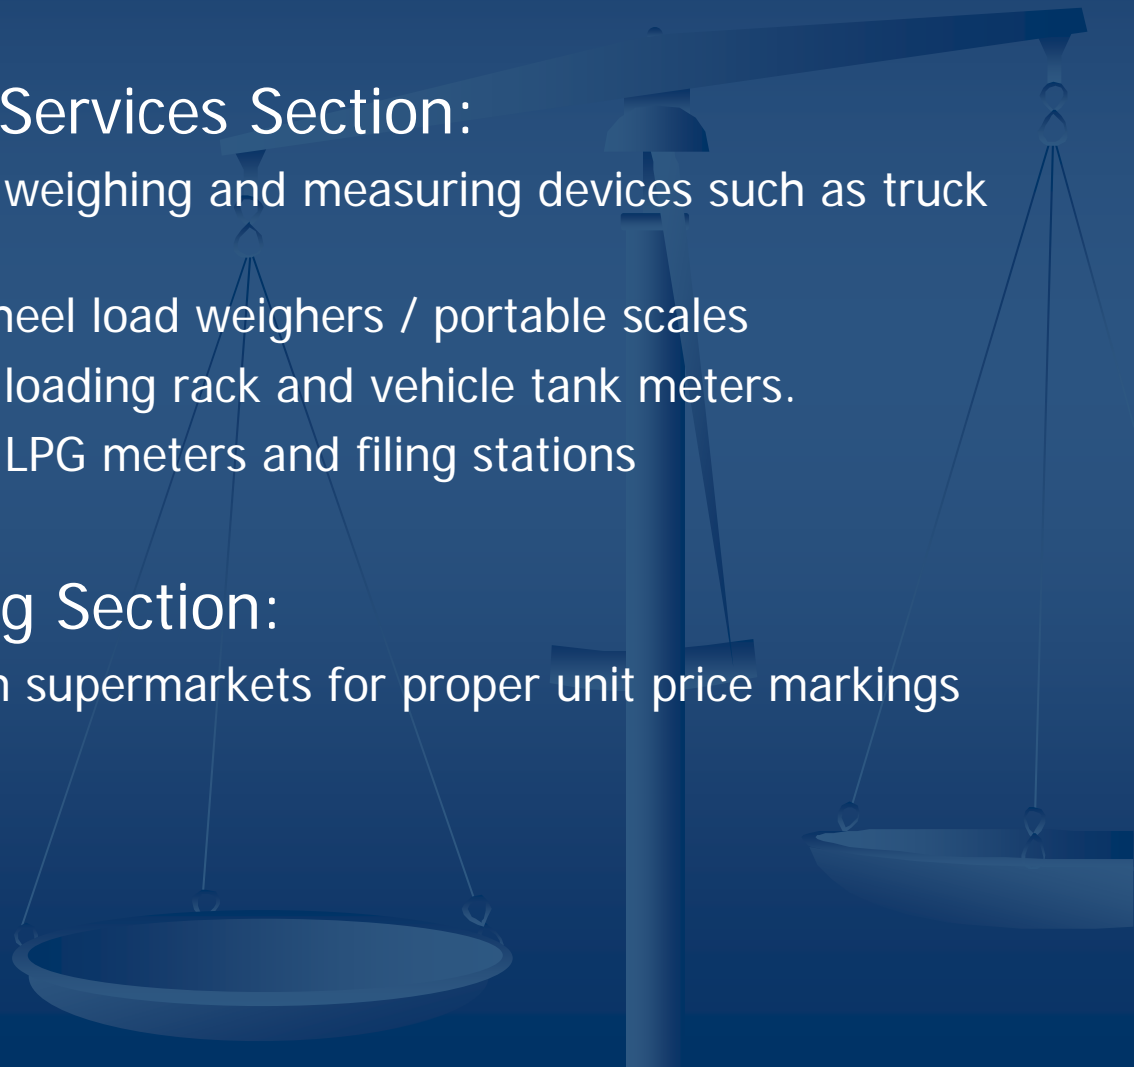 Services Section:
weighing and measuring devices such as truck
heel load weighers / portable scales
loading rack and vehicle tank meters.
LPG meters and filing stations
g Section:
supermarkets for proper unit price markings